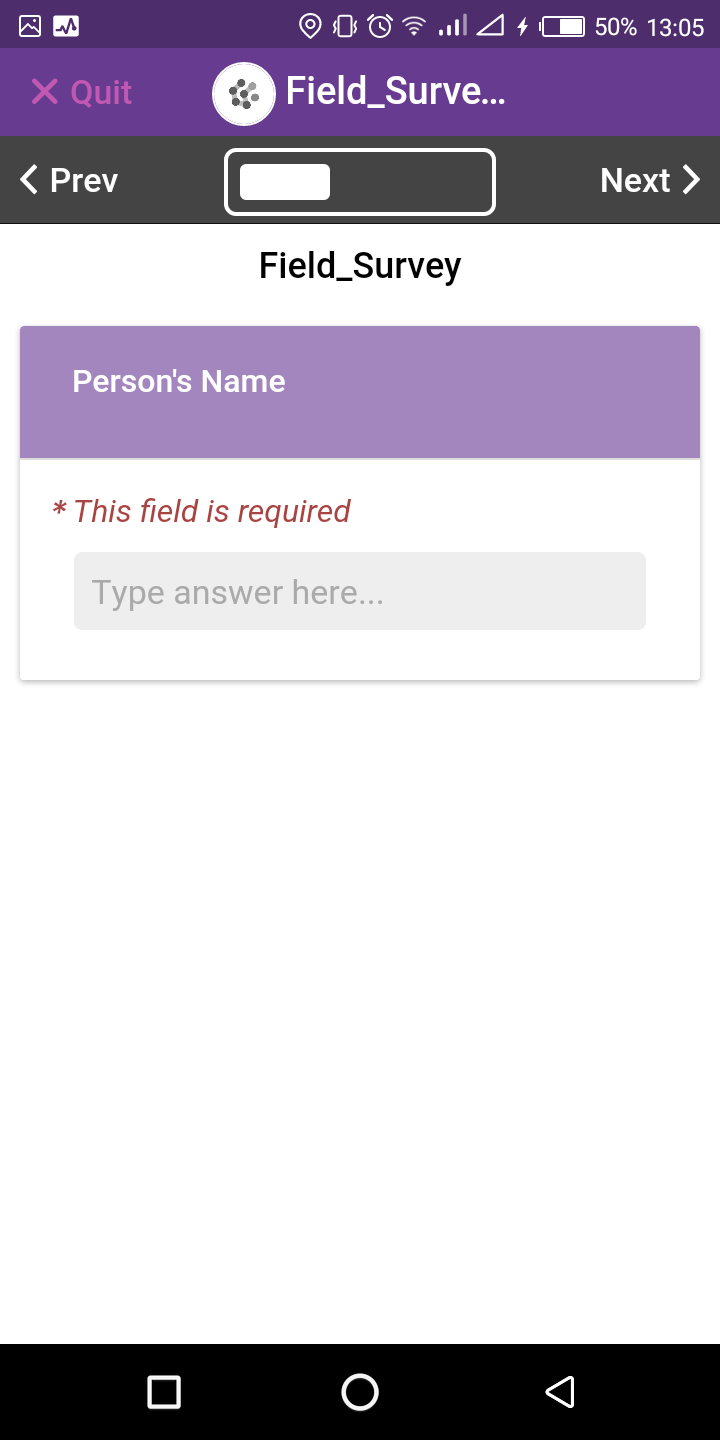 50% 13:05
Quit Field_Surve...
Prev Next
Field_Survey
Person's Name
* This field is required
Type answer here...